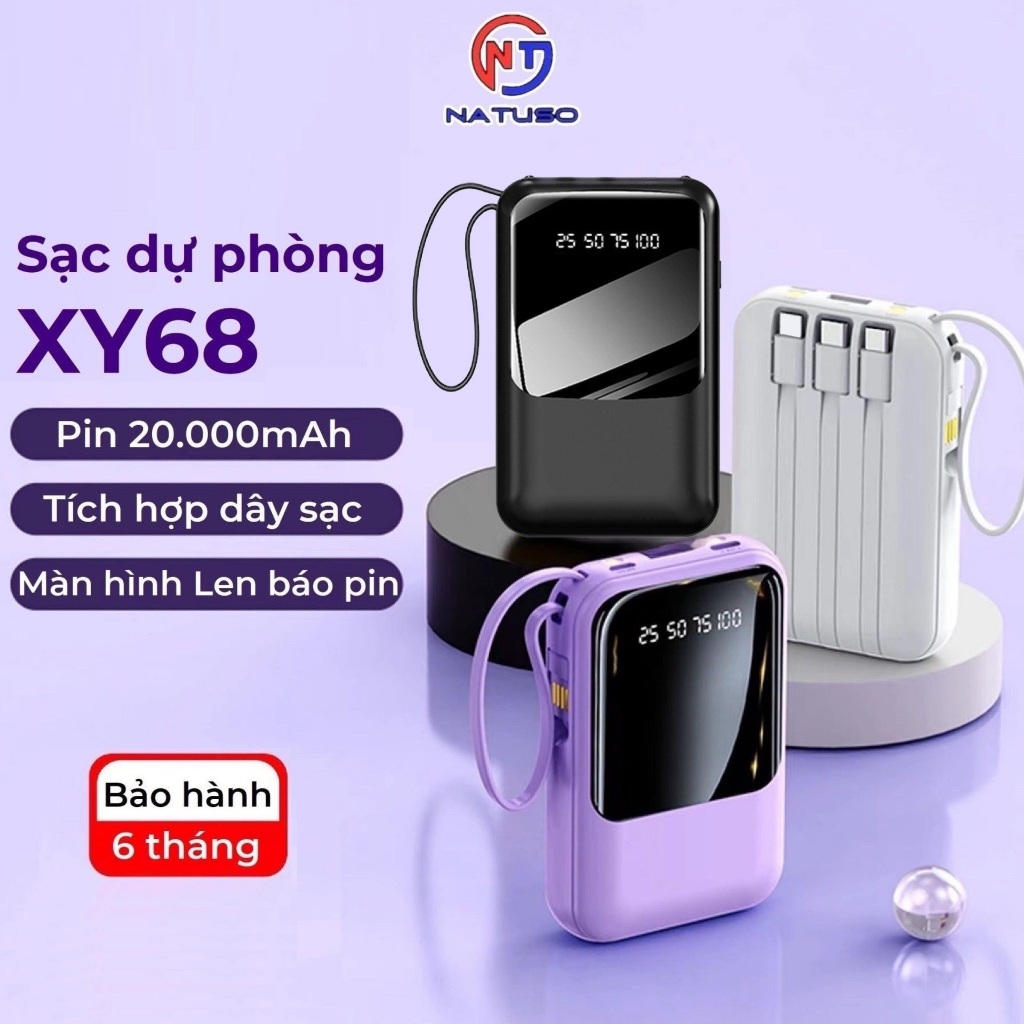 NT
NATUSO
Sạc dự phòng
XY68
Pin 20.000mAh
Tích hợp dây sạc
Màn hình Len báo pin
Bảo hành
6 tháng
25 50 75 100
25 50 75 100